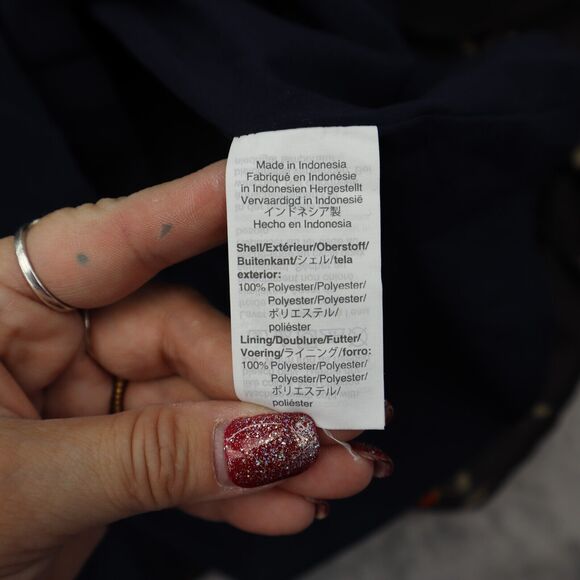 Made in Indonesia
Fabriqué en Indonésie
in Indonesien Hergestellt
Vervaardigd in Indonesië
インドネシア製
Hecho en Indonesia
Shell/Extérieur/Oberstoff/
Buitenkant/シェル/tela
exterior:
100% Polyester/Polyester/
Polyester/Polyester/
ポリエステル/
poliéster
Lining/Doublure/Futter/
Voering/ライニング/forro:
100% Polyester/Polyester/
Polyester/Polyester/
ポリエステル/
poliéster